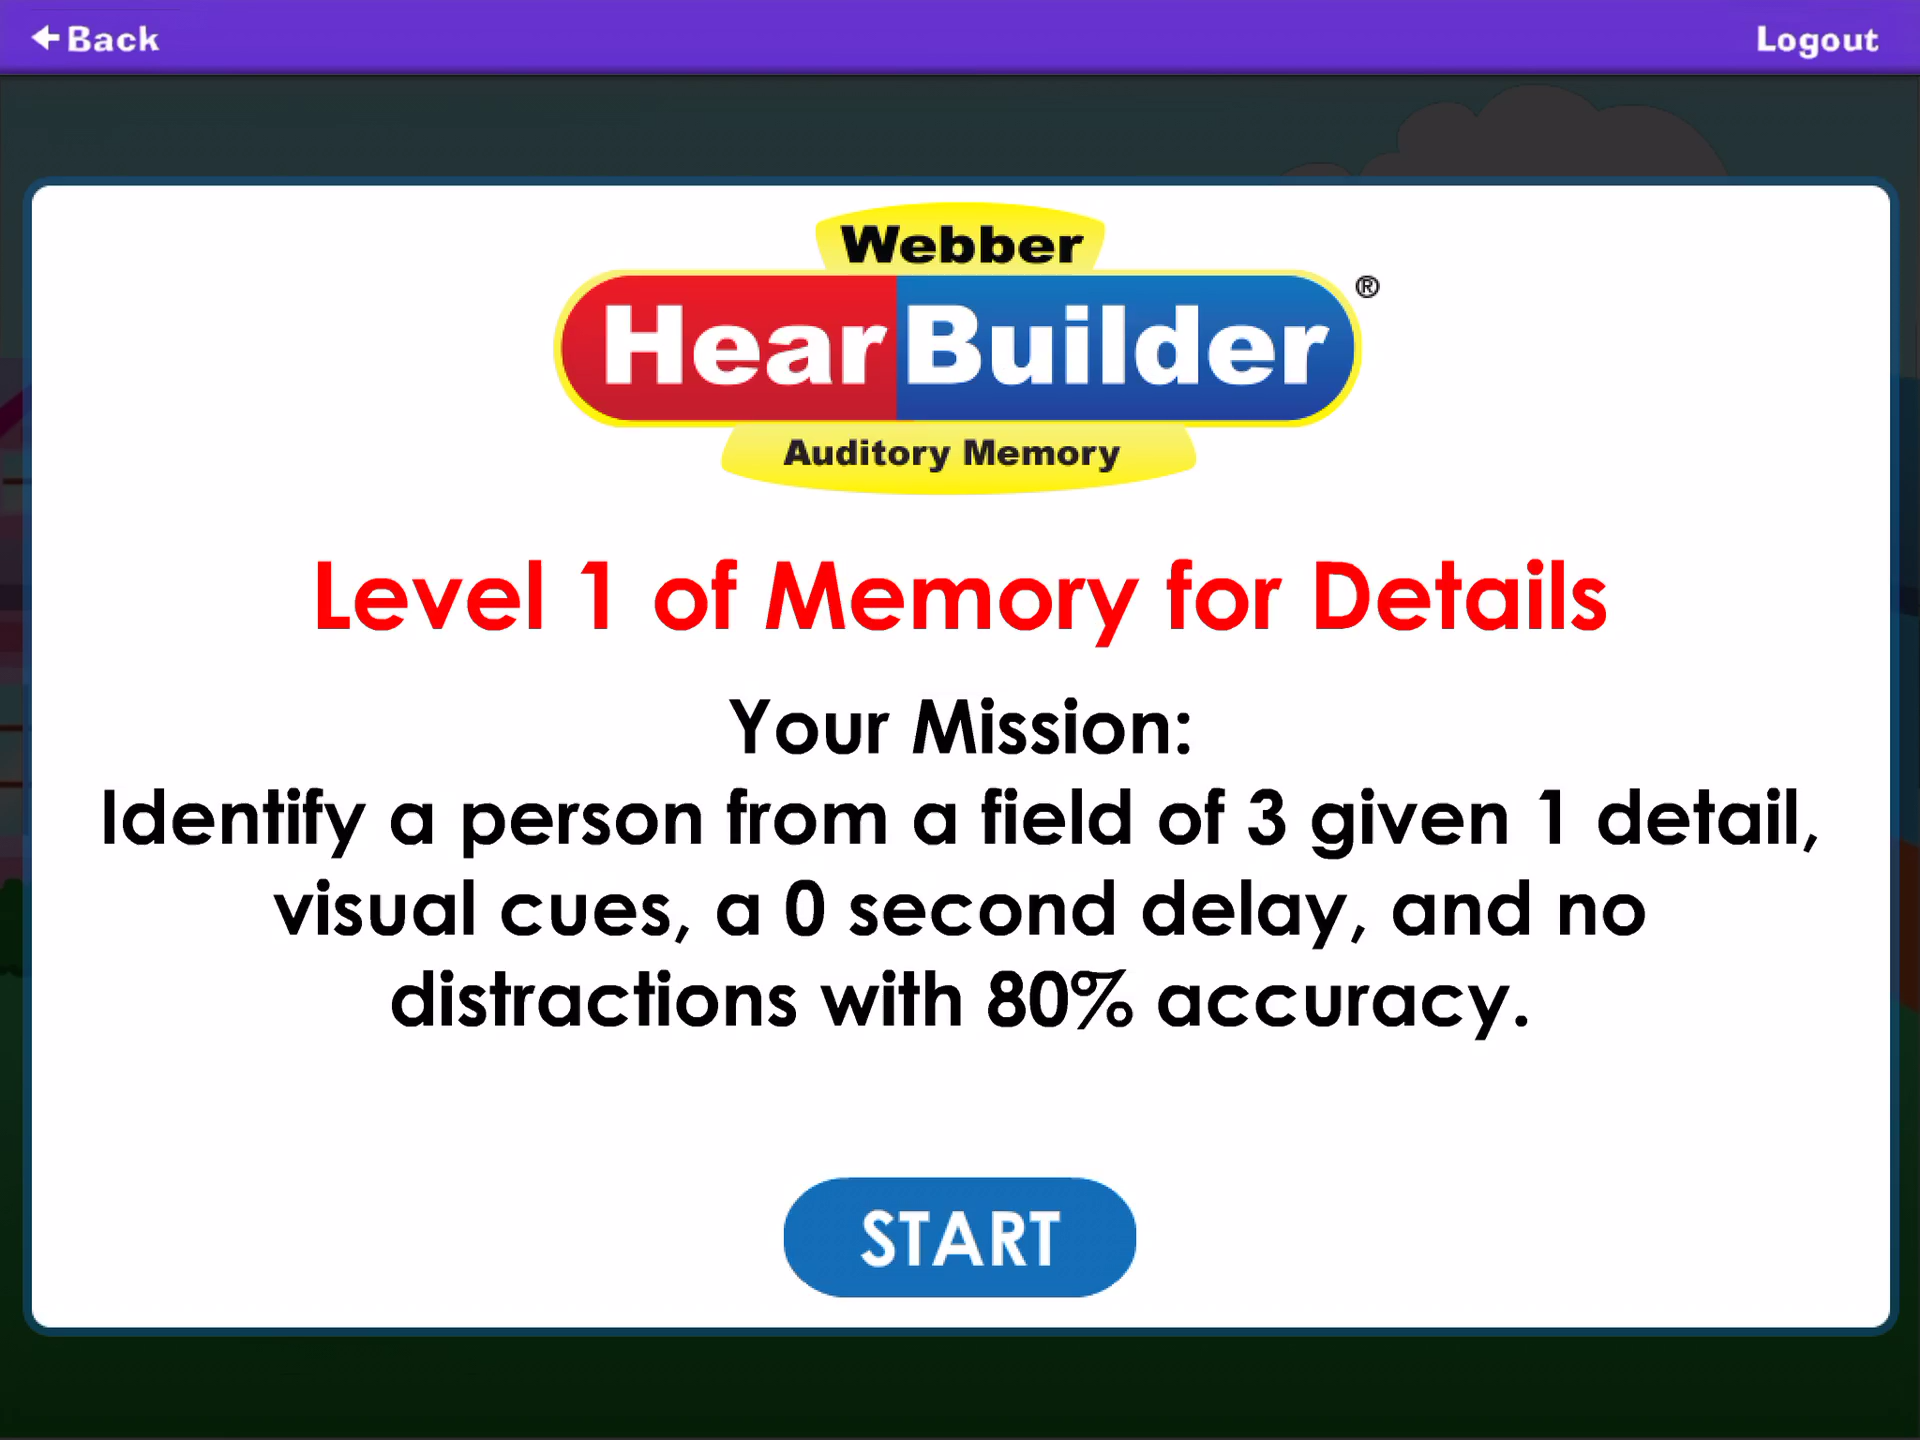 Back
Logout
Webber
HearBuilder®
Auditory Memory
Level 1 of Memory for Details
Your Mission:
Identify a person from a field of 3 given 1 detail,
visual cues, a 0 second delay, and no
distractions with 80% accuracy.
START